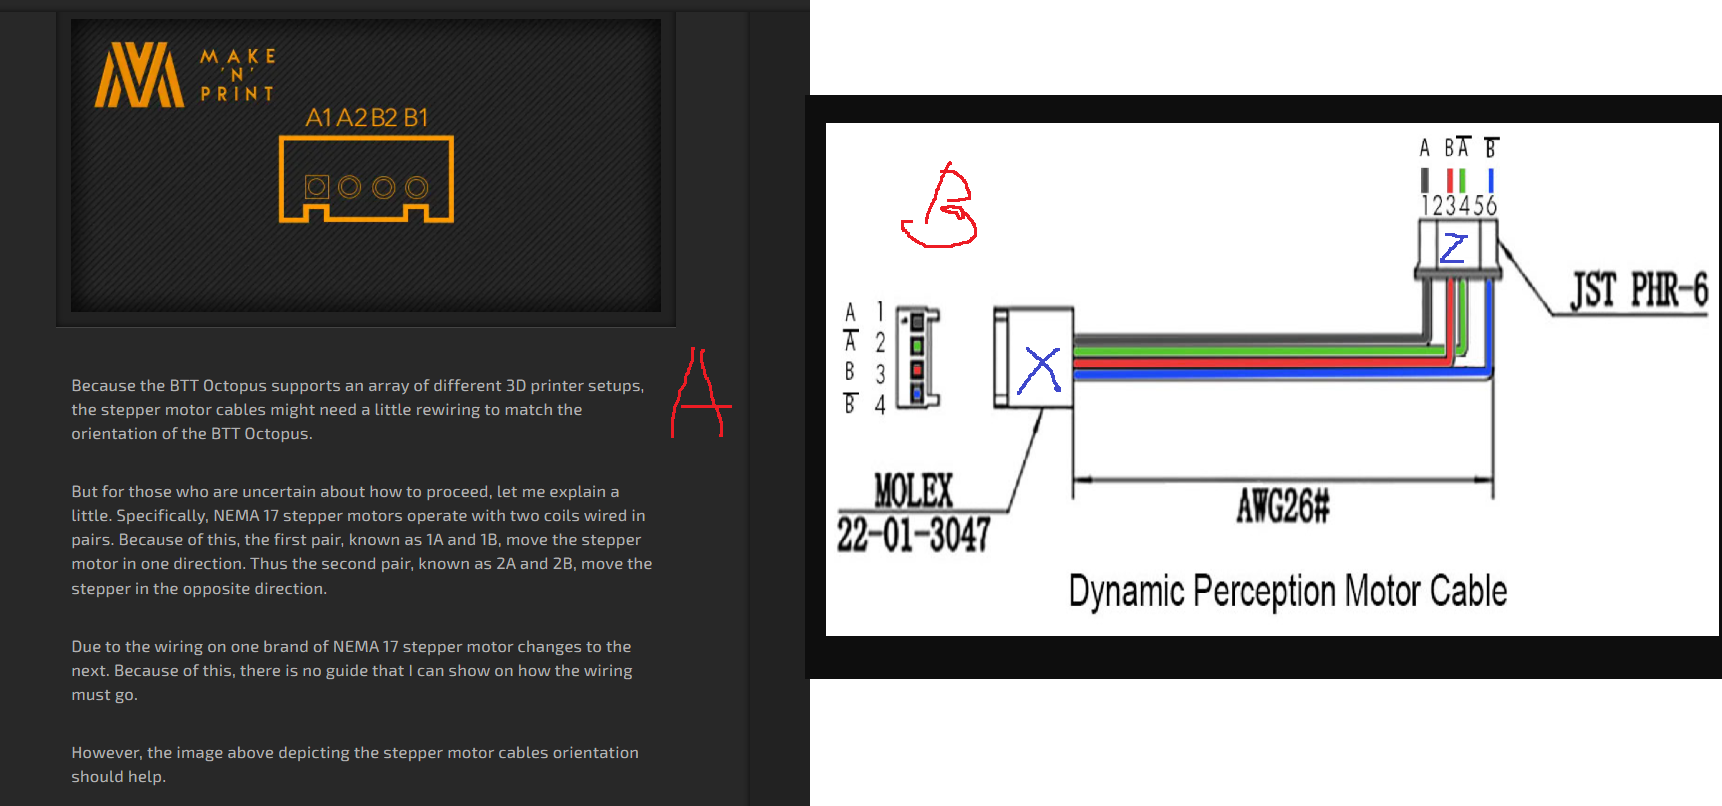 MAKE
'N'
PRINT
A1 A2 B2 B1
Because the BTT Octopus supports an array of different 3D printer setups,
the stepper motor cables might need a little rewiring to match the
orientation of the BTT Octopus.
But for those who are uncertain about how to proceed, let me explain a
little. Specifically, NEMA 17 stepper motors operate with two coils wired in
pairs. Because of this, the first pair, known as 1A and 1B, move the stepper
motor in one direction. Thus the second pair, known as 2A and 2B, move the
stepper in the opposite direction.
Due to the wiring on one brand of NEMA 17 stepper motor changes to the
next. Because of this, there is no guide that I can show on how the wiring
must go.
However, the image above depicting the stepper motor cables orientation
should help.
A
B
A B A̅ B̅
123456
Z
JST PHR-6
A 1
A̅ 2
B 3
B̅ 4
X
MOLEX
22-01-3047
AWG26#
Dynamic Perception Motor Cable